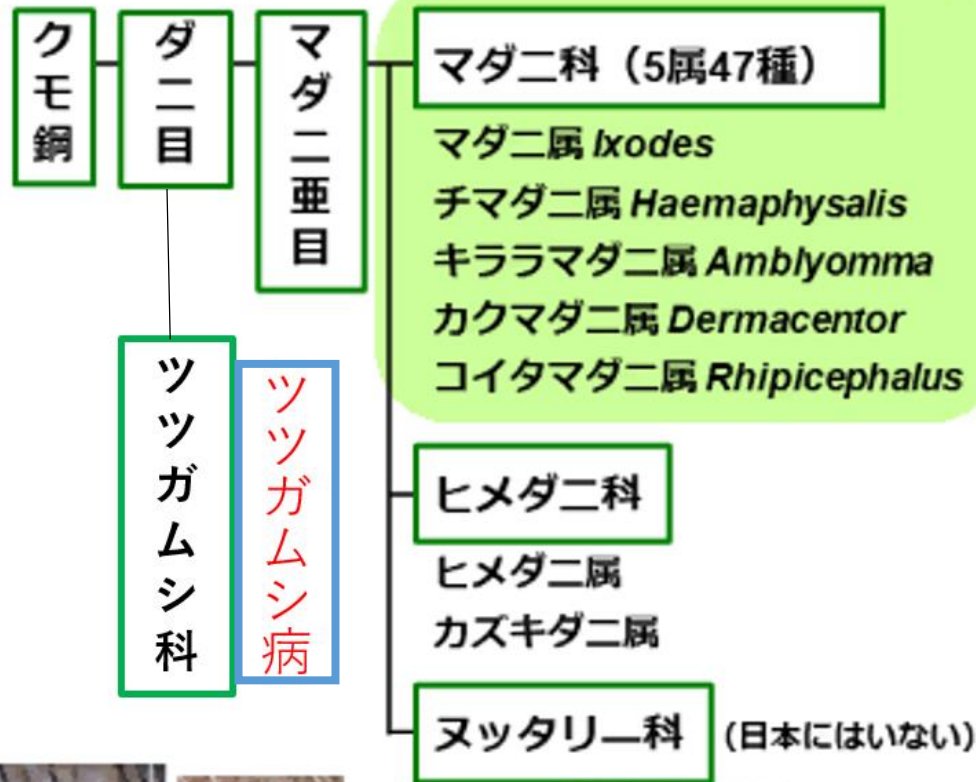 クモ鋼
ダニ目
マダニ亜目
マダニ科（5属47種）
マダニ属 Ixodes
チマダニ属 Haemaphysalis
キララマダニ属 Amblyomma
カクマダニ属 Dermacentor
コイタマダニ属 Rhipicephalus
ツツガムシ科
ツツガムシ病
ヒメダニ科
ヒメダニ属
カズキダニ属
ヌッタリー科 (日本にはいない)